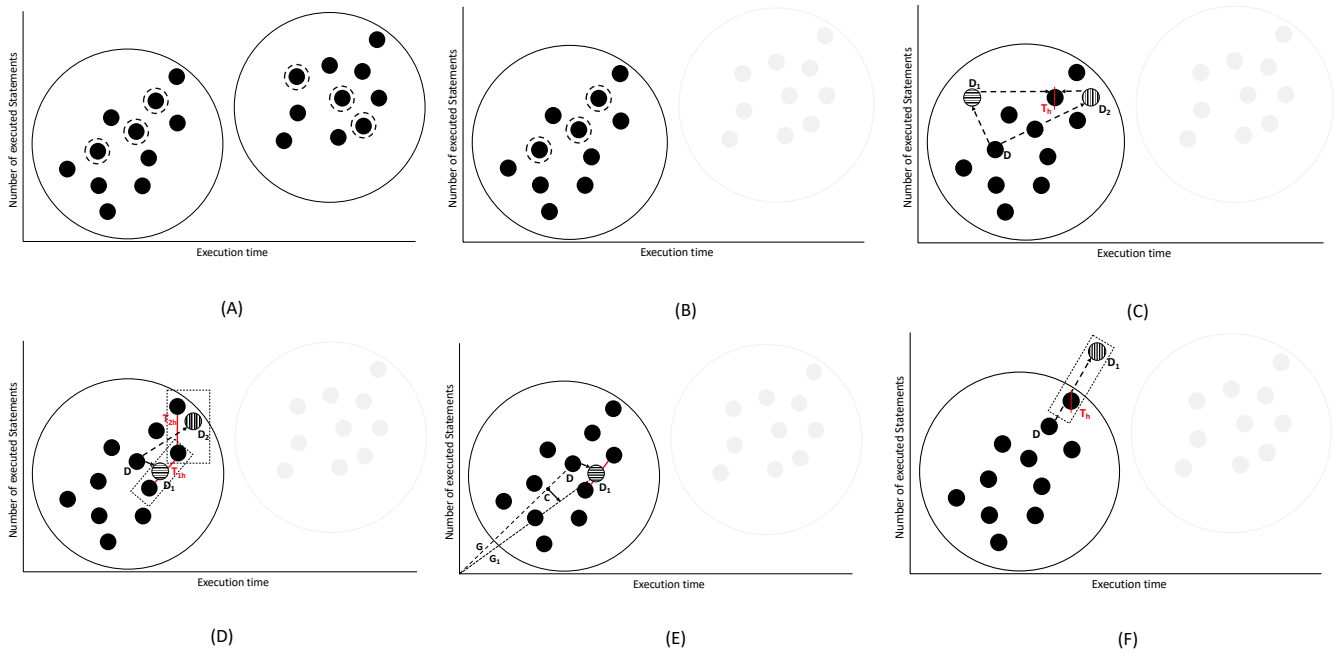 Number of executed Statements
Execution time
(A)
Number of executed Statements
Execution time
(B)
Number of executed Statements
D1
Th
D2
D
Execution time
(C)
Number of executed Statements
T2h
D2
D
T1h
D1
Execution time
(D)
Number of executed Statements
D
D1
C
G
G1
Execution time
(E)
Number of executed Statements
D1
Th
D
Execution time
(F)